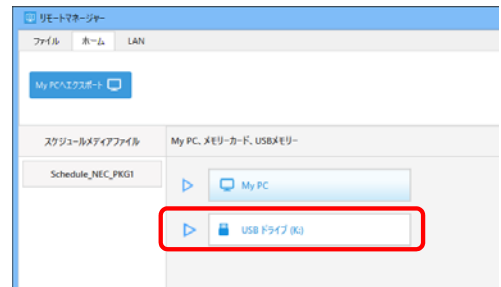 リモートマネージャー
ファイル ホーム LAN
My PCへエクスポート
スケジュールメディアファイル My PC、メモリーカード、USBメモリー
Schedule_NEC_PKG1
My PC
USB ドライブ (K:)